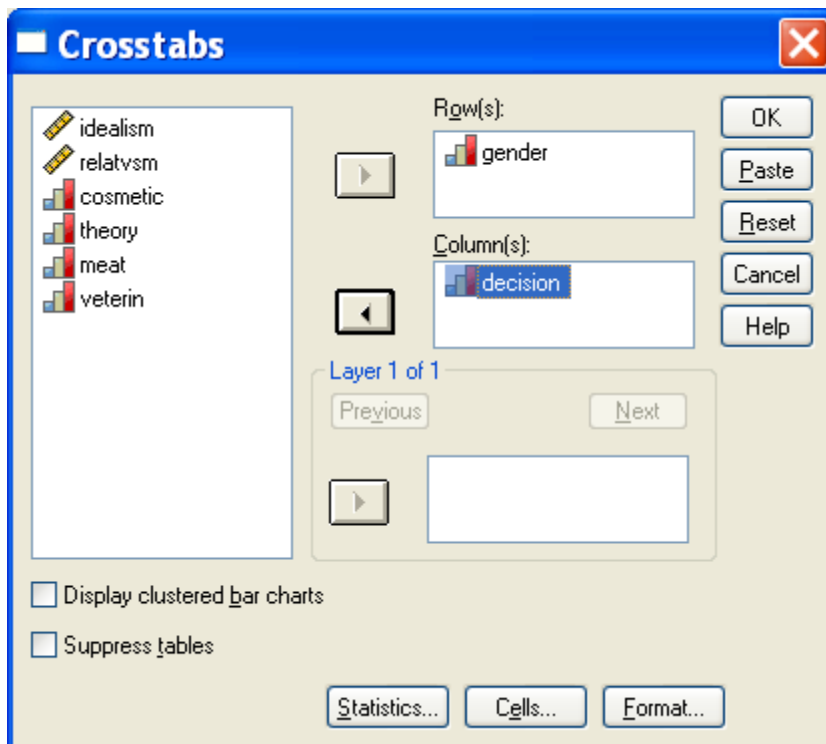 Crosstabs
idealism
relatvsm
cosmetic
theory
meat
veterin
Row(s):
gender
Column(s):
decision
Layer 1 of 1
Previous
Next
OK
Paste
Reset
Cancel
Help
Display clustered bar charts
Suppress tables
Statistics...
Cells...
Format...